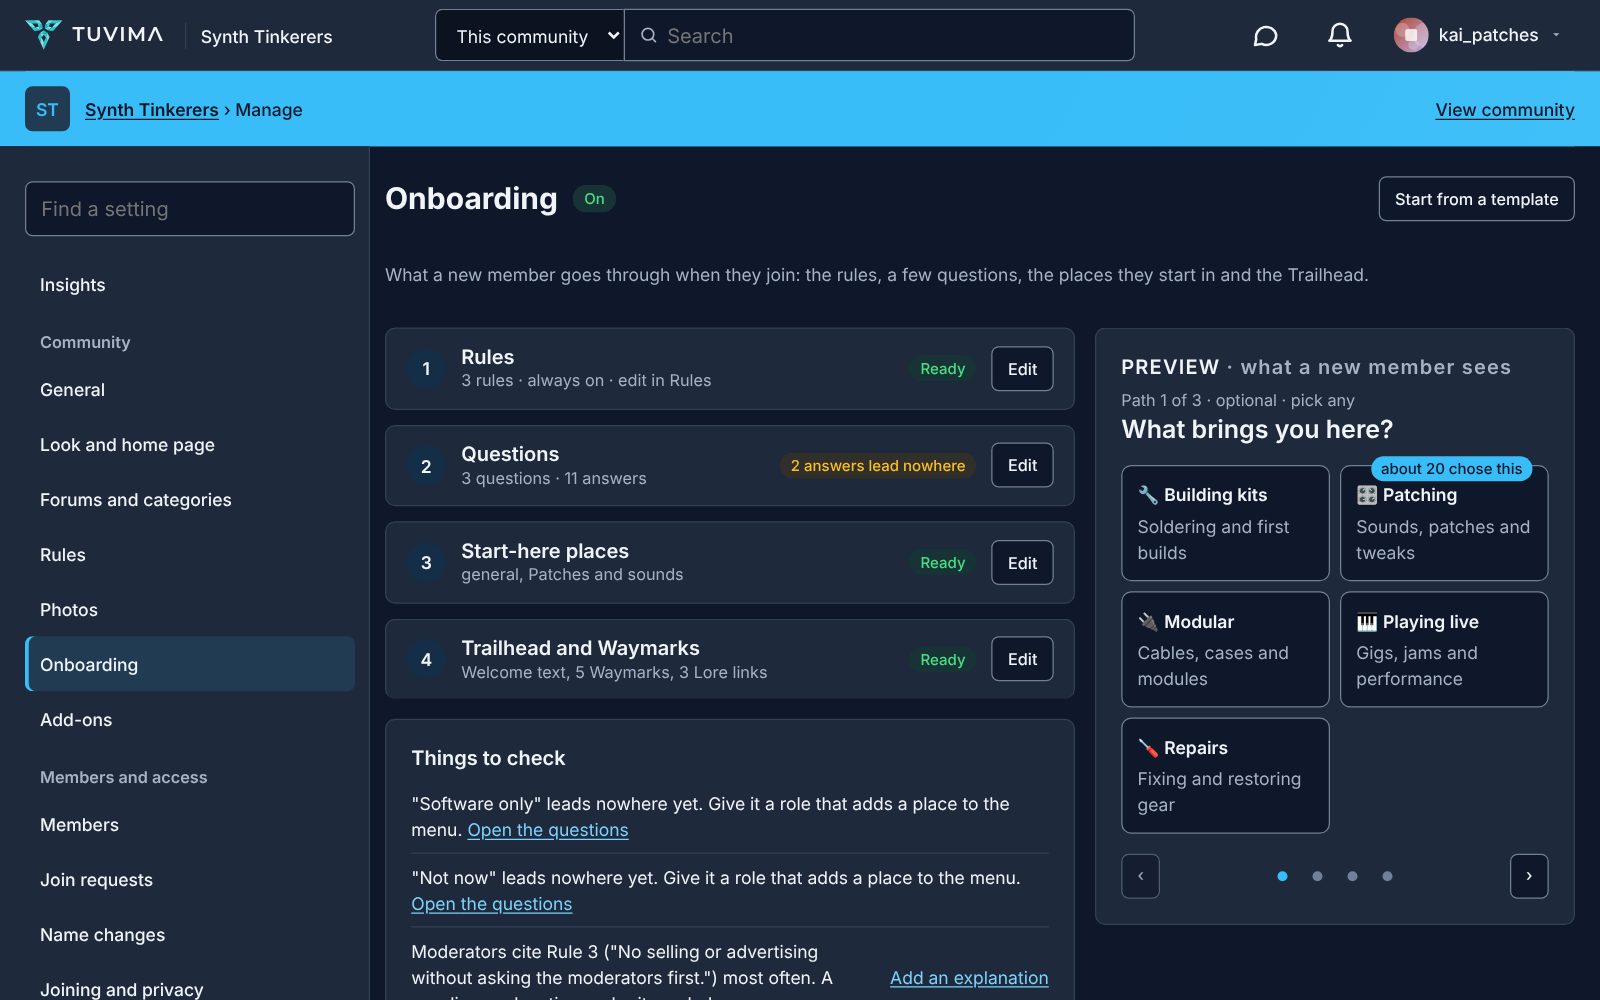 TUVIMA
Synth Tinkerers
This community
Search
kai_patches
ST
Synth Tinkerers › Manage
View community
Find a setting
Insights
Community
General
Look and home page
Forums and categories
Rules
Photos
Onboarding
Add-ons
Members and access
Members
Join requests
Name changes
Joining and privacy
Onboarding
On
Start from a template
What a new member goes through when they join: the rules, a few questions, the places they start in and the Trailhead.
1
Rules
3 rules · always on · edit in Rules
Ready
Edit
2
Questions
3 questions · 11 answers
2 answers lead nowhere
Edit
3
Start-here places
general, Patches and sounds
Ready
Edit
4
Trailhead and Waymarks
Welcome text, 5 Waymarks, 3 Lore links
Ready
Edit
Things to check
"Software only" leads nowhere yet. Give it a role that adds a place to the
menu. Open the questions
"Not now" leads nowhere yet. Give it a role that adds a place to the menu.
Open the questions
Moderators cite Rule 3 ("No selling or advertising
without asking the moderators first.") most often. A
Add an explanation
PREVIEW · what a new member sees
Path 1 of 3 · optional · pick any
What brings you here?
Building kits
Soldering and first
builds
about 20 chose this
Patching
Sounds, patches and
tweaks
Modular
Cables, cases and
modules
Playing live
Gigs, jams and
performance
Repairs
Fixing and restoring
gear
‹
›